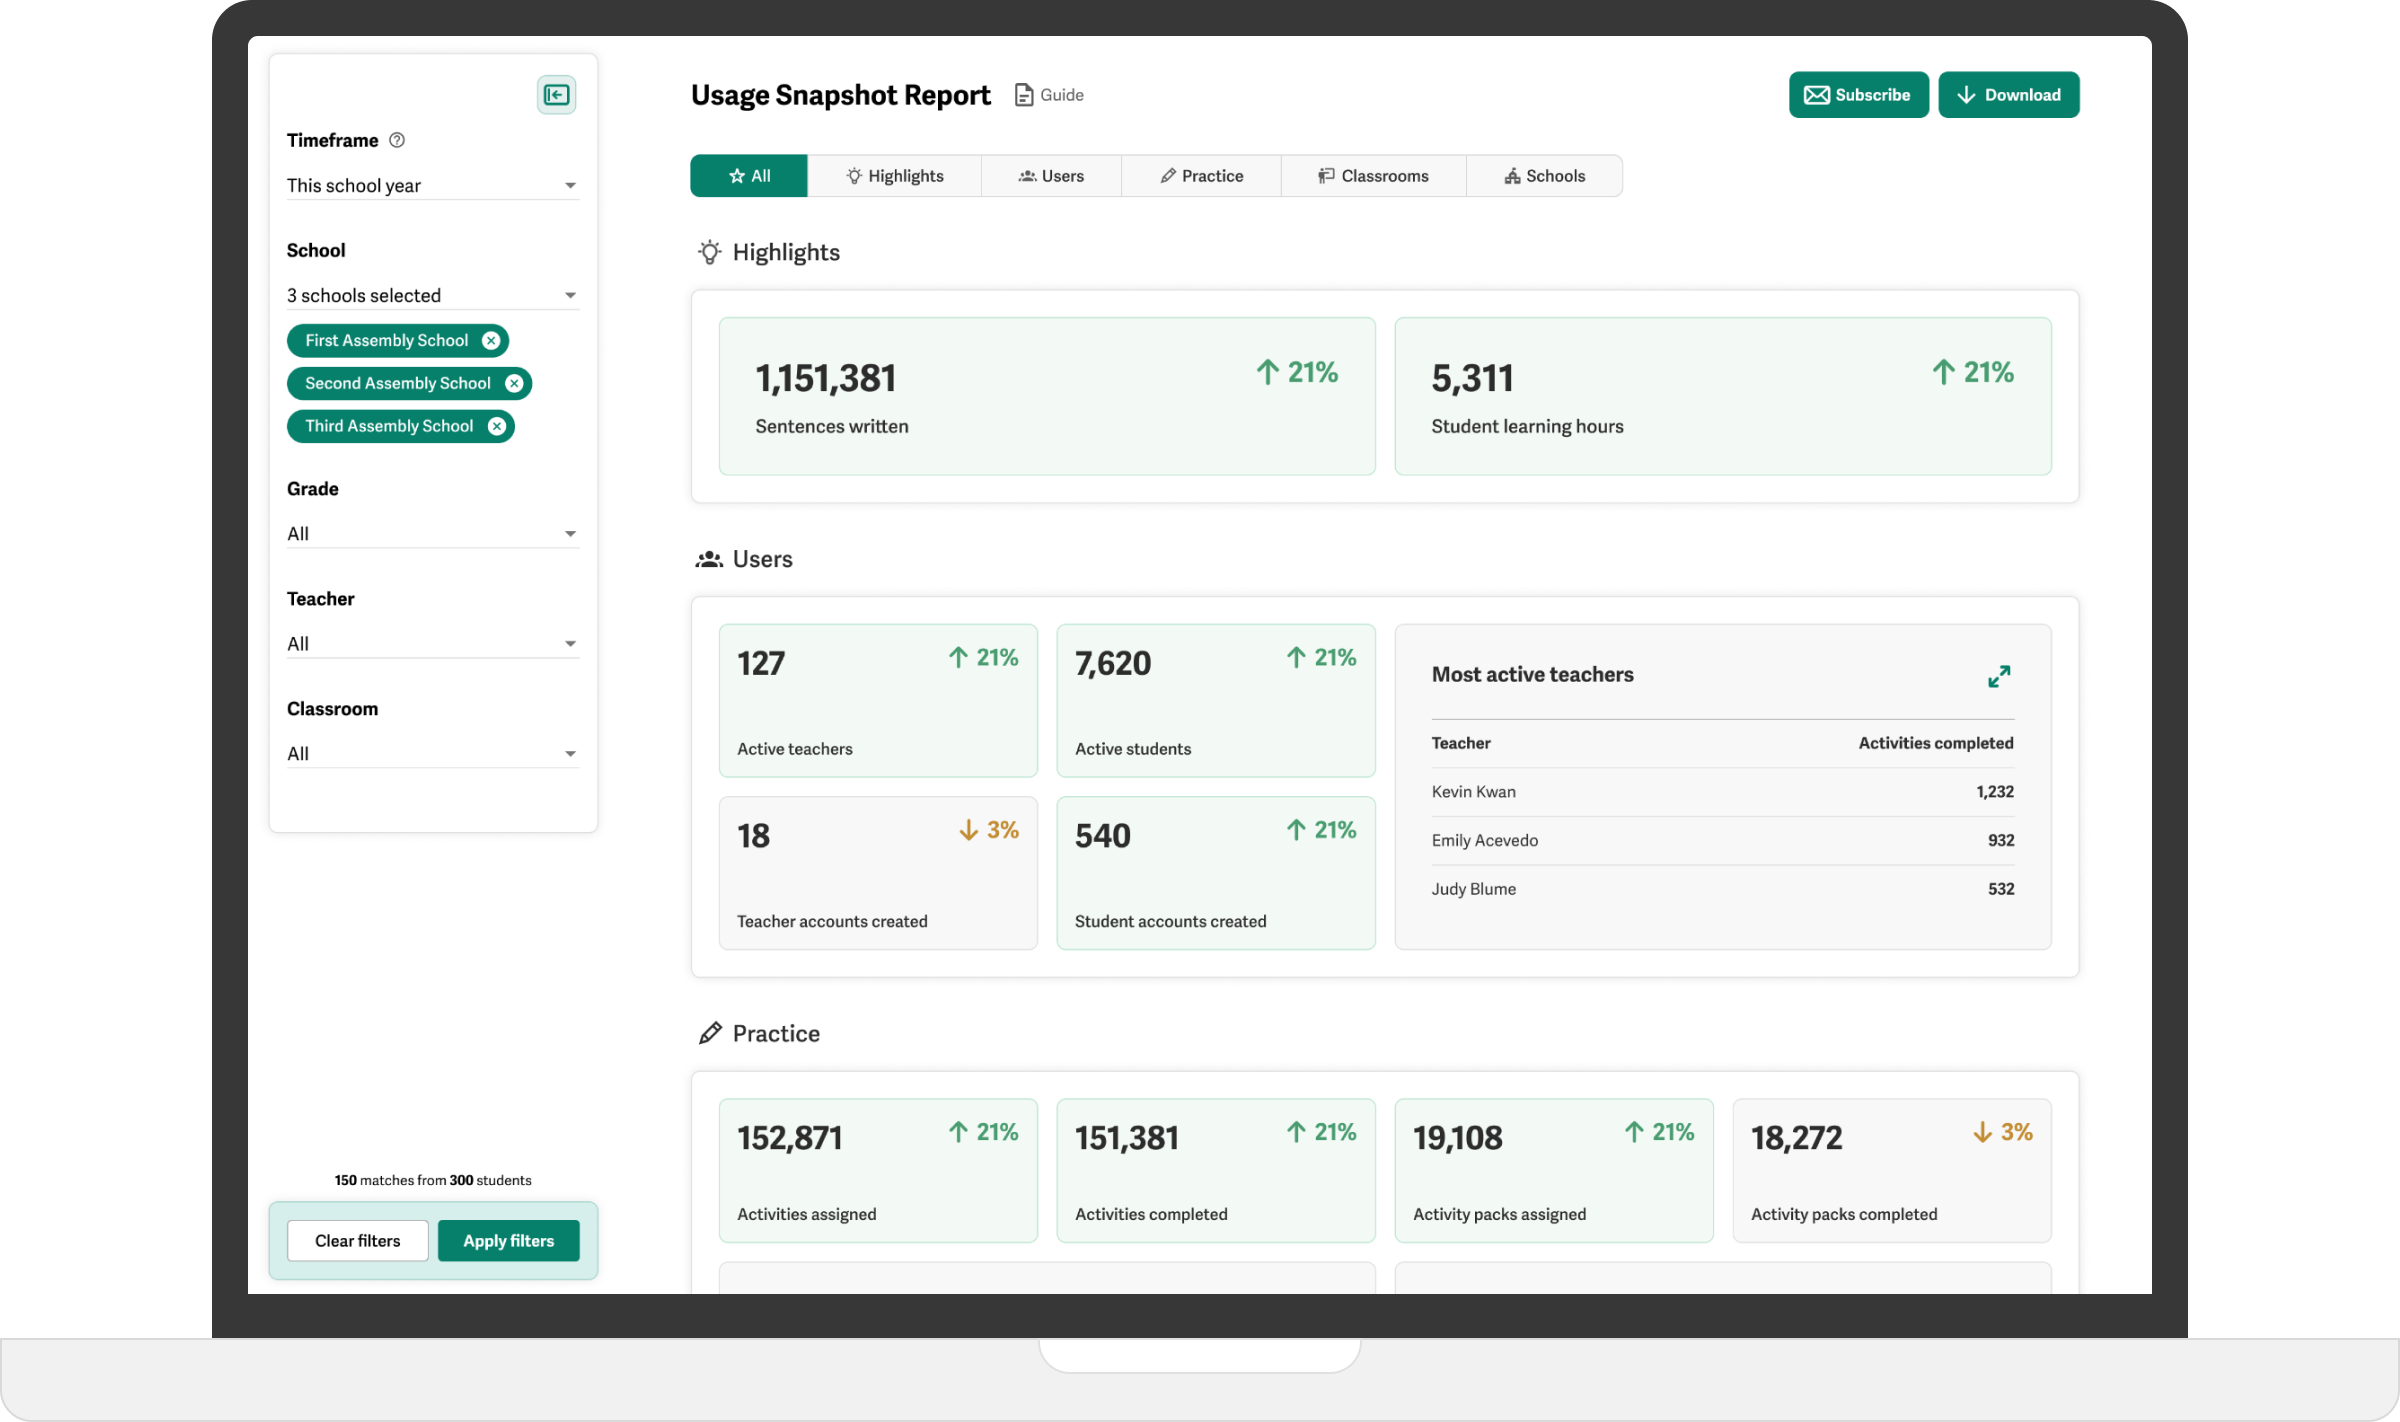 Timeframe
This school year
School
3 schools selected
First Assembly School
Second Assembly School
Third Assembly School
Grade
All
Teacher
All
Classroom
All
150 matches from 300 students
Clear filters
Apply filters
Usage Snapshot Report
Guide
Subscribe
Download
All
Highlights
Users
Practice
Classrooms
Schools
Highlights
1,151,381
21%
Sentences written
5,311
21%
Student learning hours
Users
127
21%
Active teachers
7,620
21%
Active students
18
3%
Teacher accounts created
540
21%
Student accounts created
Most active teachers
Teacher Activities completed
Kevin Kwan 1,232
Emily Acevedo 932
Judy Blume 532
Practice
152,871
21%
Activities assigned
151,381
21%
Activities completed
19,108
21%
Activity packs assigned
18,272
3%
Activity packs completed